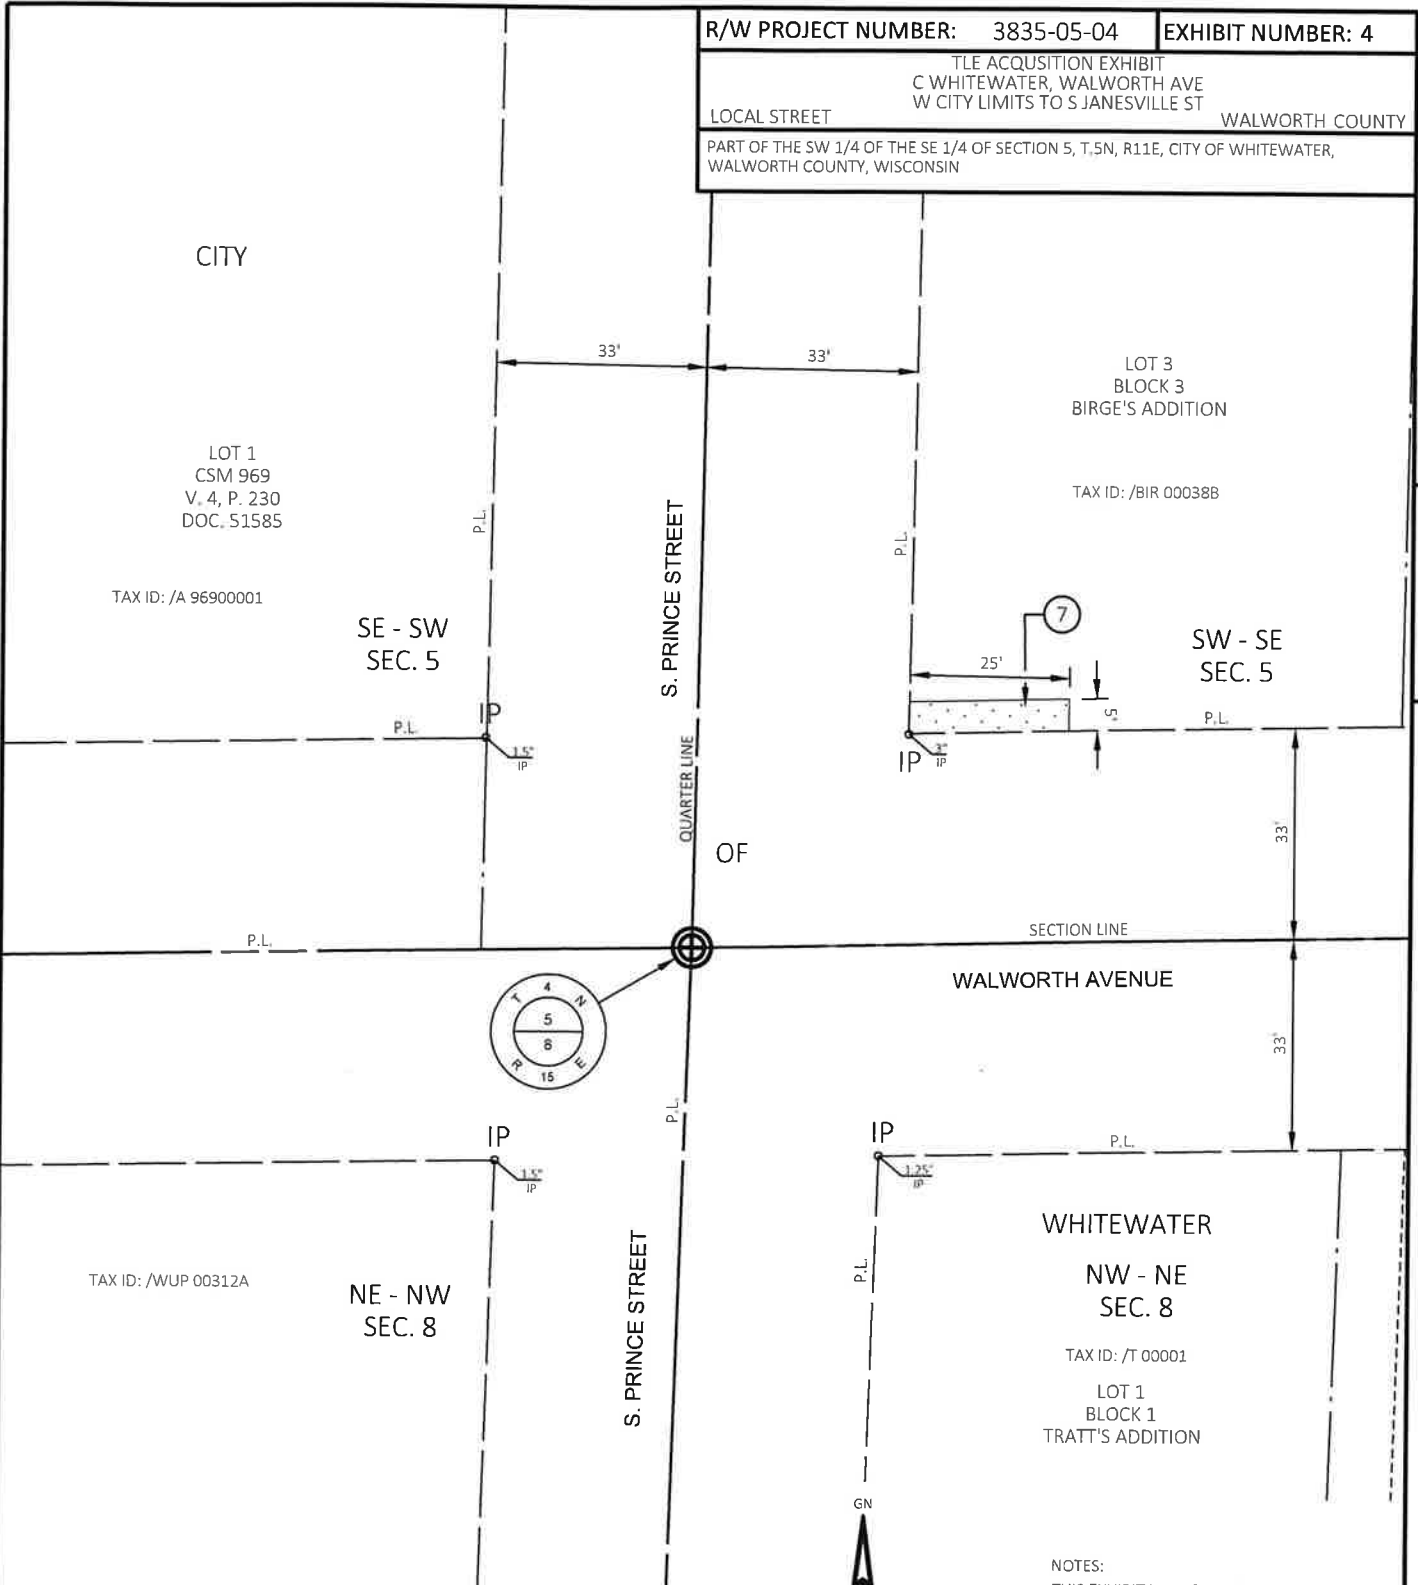 R/W PROJECT NUMBER: 3835-05-04
EXHIBIT NUMBER: 4
TLE ACQUSITION EXHIBIT
C WHITEWATER, WALWORTH AVE
W CITY LIMITS TO S JANESVILLE ST
LOCAL STREET
WALWORTH COUNTY
PART OF THE SW 1/4 OF THE SE 1/4 OF SECTION 5, T.5N, R11E, CITY OF WHITEWATER,
WALWORTH COUNTY, WISCONSIN
CITY
33'
33'
LOT 3
BLOCK 3
BIRGE'S ADDITION
LOT 1
CSM 969
V. 4, P. 230
DOC. 51585
TAX ID: /BIR 00038B
P.L.
P.L.
S. PRINCE STREET
TAX ID: /A 96900001
7
SE - SW
SEC. 5
SW - SE
SEC. 5
25'
5'
IP
P.L.
P.L.
1.5"
IP
IP
3"
IP
QUARTER LINE
33'
OF
P.L.
SECTION LINE
WALWORTH AVENUE
T 4 N
5
8
R 15 E
33'
P.L.
IP
1.5"
IP
IP
1.25"
IP
P.L.
WHITEWATER
NW - NE
SEC. 8
P.L.
TAX ID: /WUP 00312A
NE - NW
SEC. 8
S. PRINCE STREET
TAX ID: /T 00001
LOT 1
BLOCK 1
TRATT'S ADDITION
GN
NOTES: